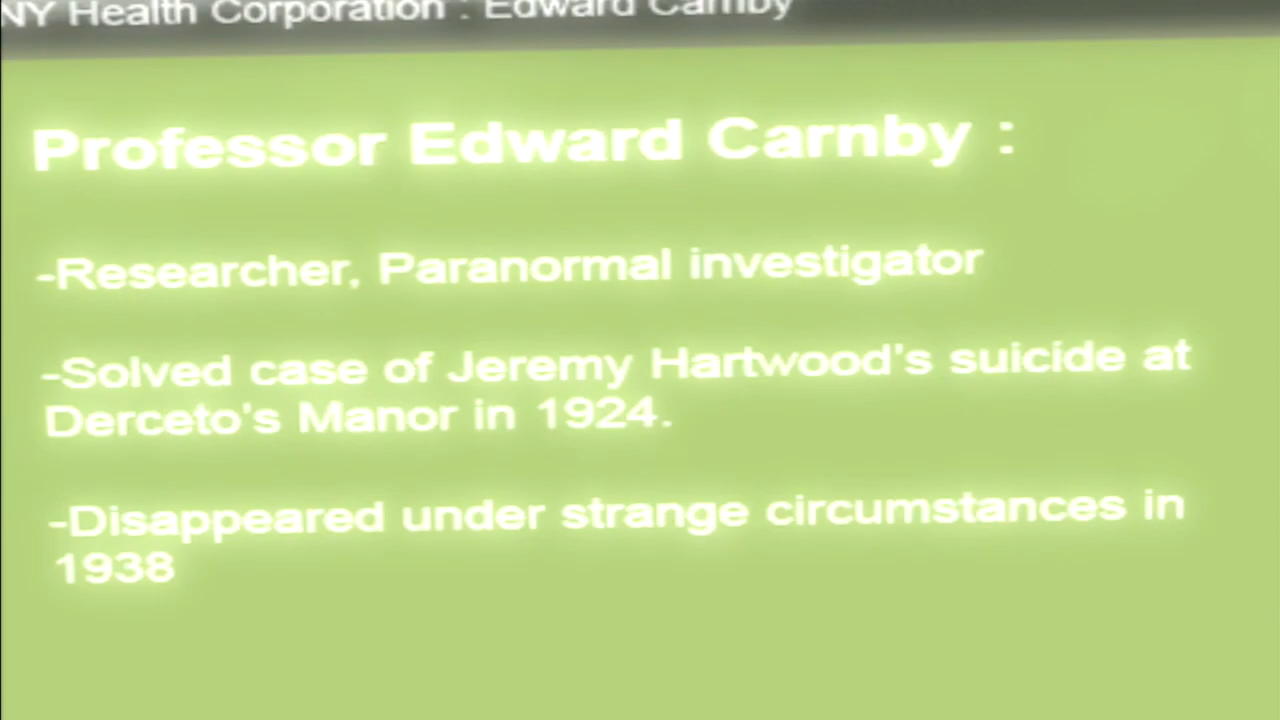 NY Health Corporation : Edward Carnby
Professor Edward Carnby :
-Researcher, Paranormal investigator
-Solved case of Jeremy Hartwood's suicide at
Derceto's Manor in 1924.
-Disappeared under strange circumstances in
1938